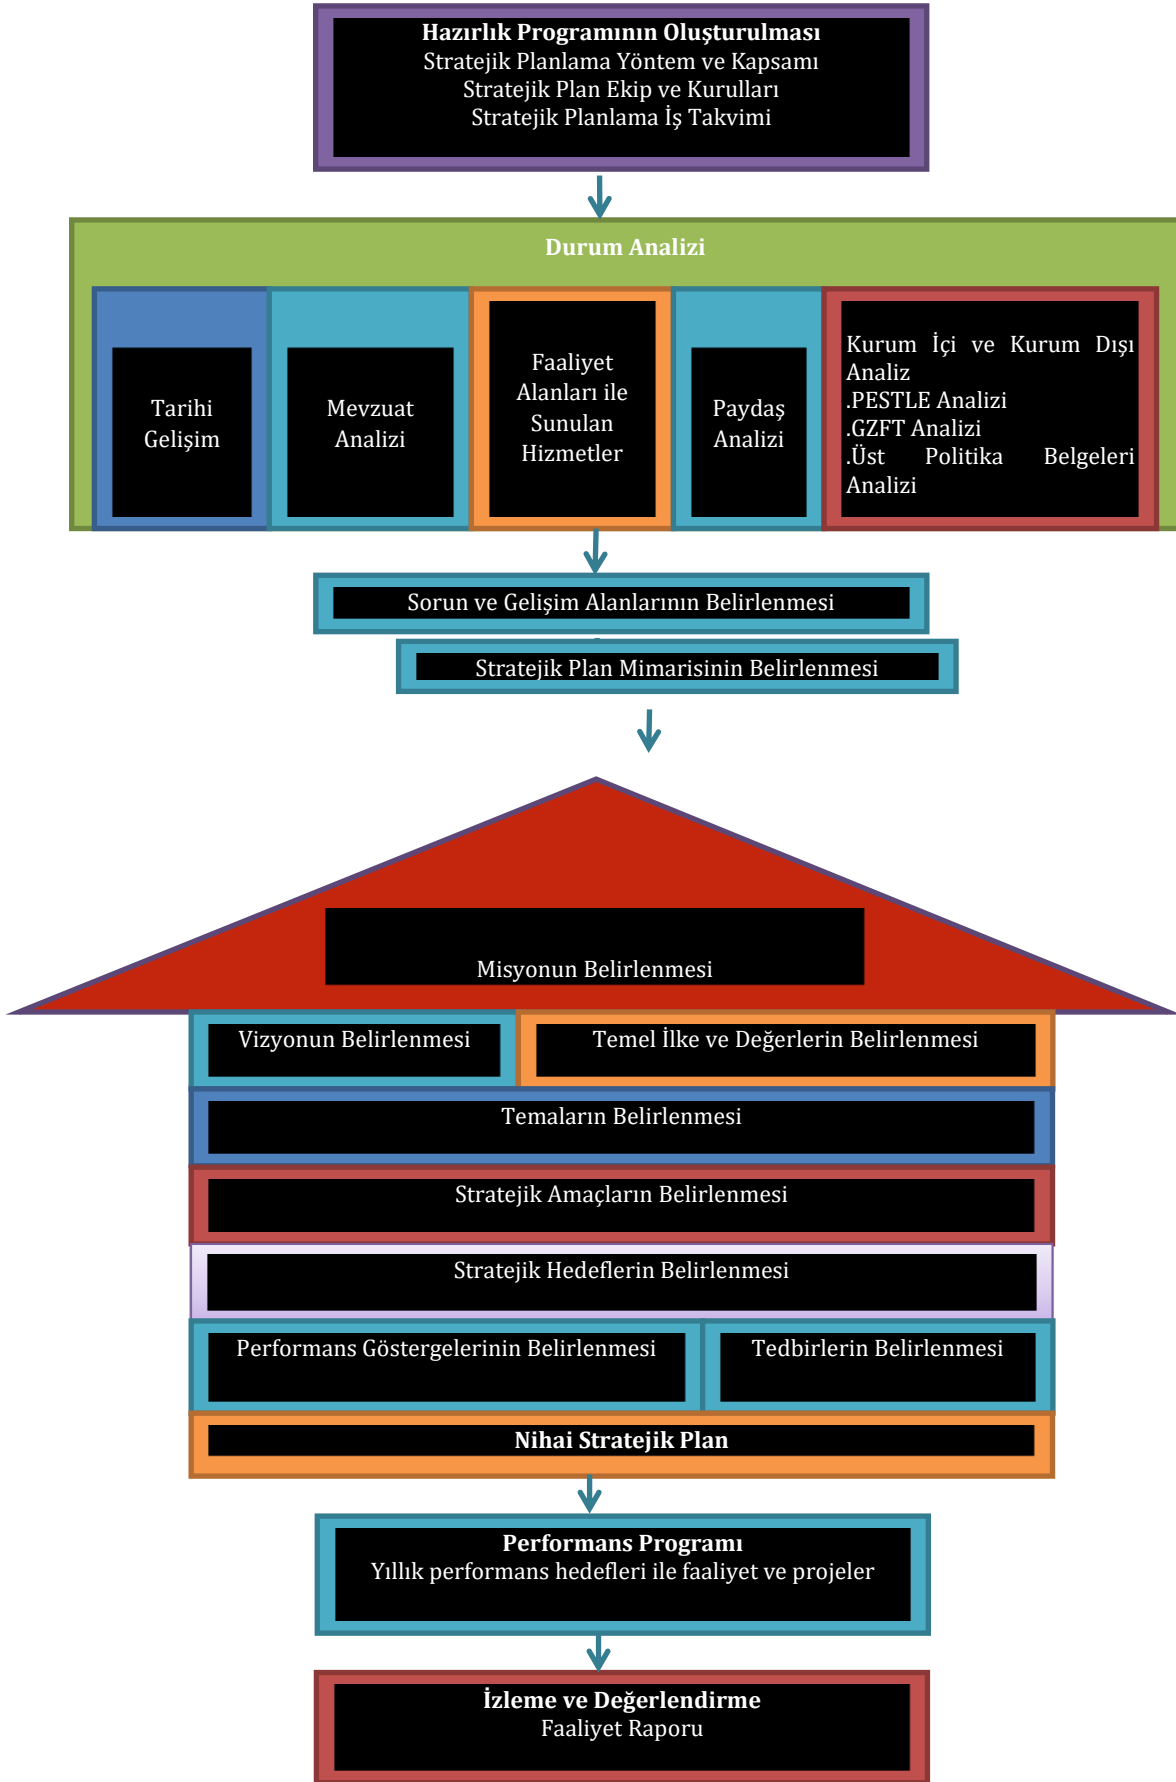 Hazırlık Programının Oluşturulması
Stratejik Planlama Yöntem ve Kapsamı
Stratejik Plan Ekip ve Kurulları
Stratejik Planlama İş Takvimi
Durum Analizi
Tarihi
Gelişim
Mevzuat
Analizi
Faaliyet
Alanları ile
Sunulan
Hizmetler
Paydaş
Analizi
Kurum İçi ve Kurum Dışı
Analiz
.PESTLE Analizi
.GZFT Analizi
.Üst Politika Belgeleri
Analizi
Sorun ve Gelişim Alanlarının Belirlenmesi
Stratejik Plan Mimarisinin Belirlenmesi
Misyonun Belirlenmesi
Vizyonun Belirlenmesi
Temel İlke ve Değerlerin Belirlenmesi
Temaların Belirlenmesi
Stratejik Amaçların Belirlenmesi
Stratejik Hedeflerin Belirlenmesi
Performans Göstergelerinin Belirlenmesi
Tedbirlerin Belirlenmesi
Nihai Stratejik Plan
Performans Programı
Yıllık performans hedefleri ile faaliyet ve projeler
İzleme ve Değerlendirme
Faaliyet Raporu